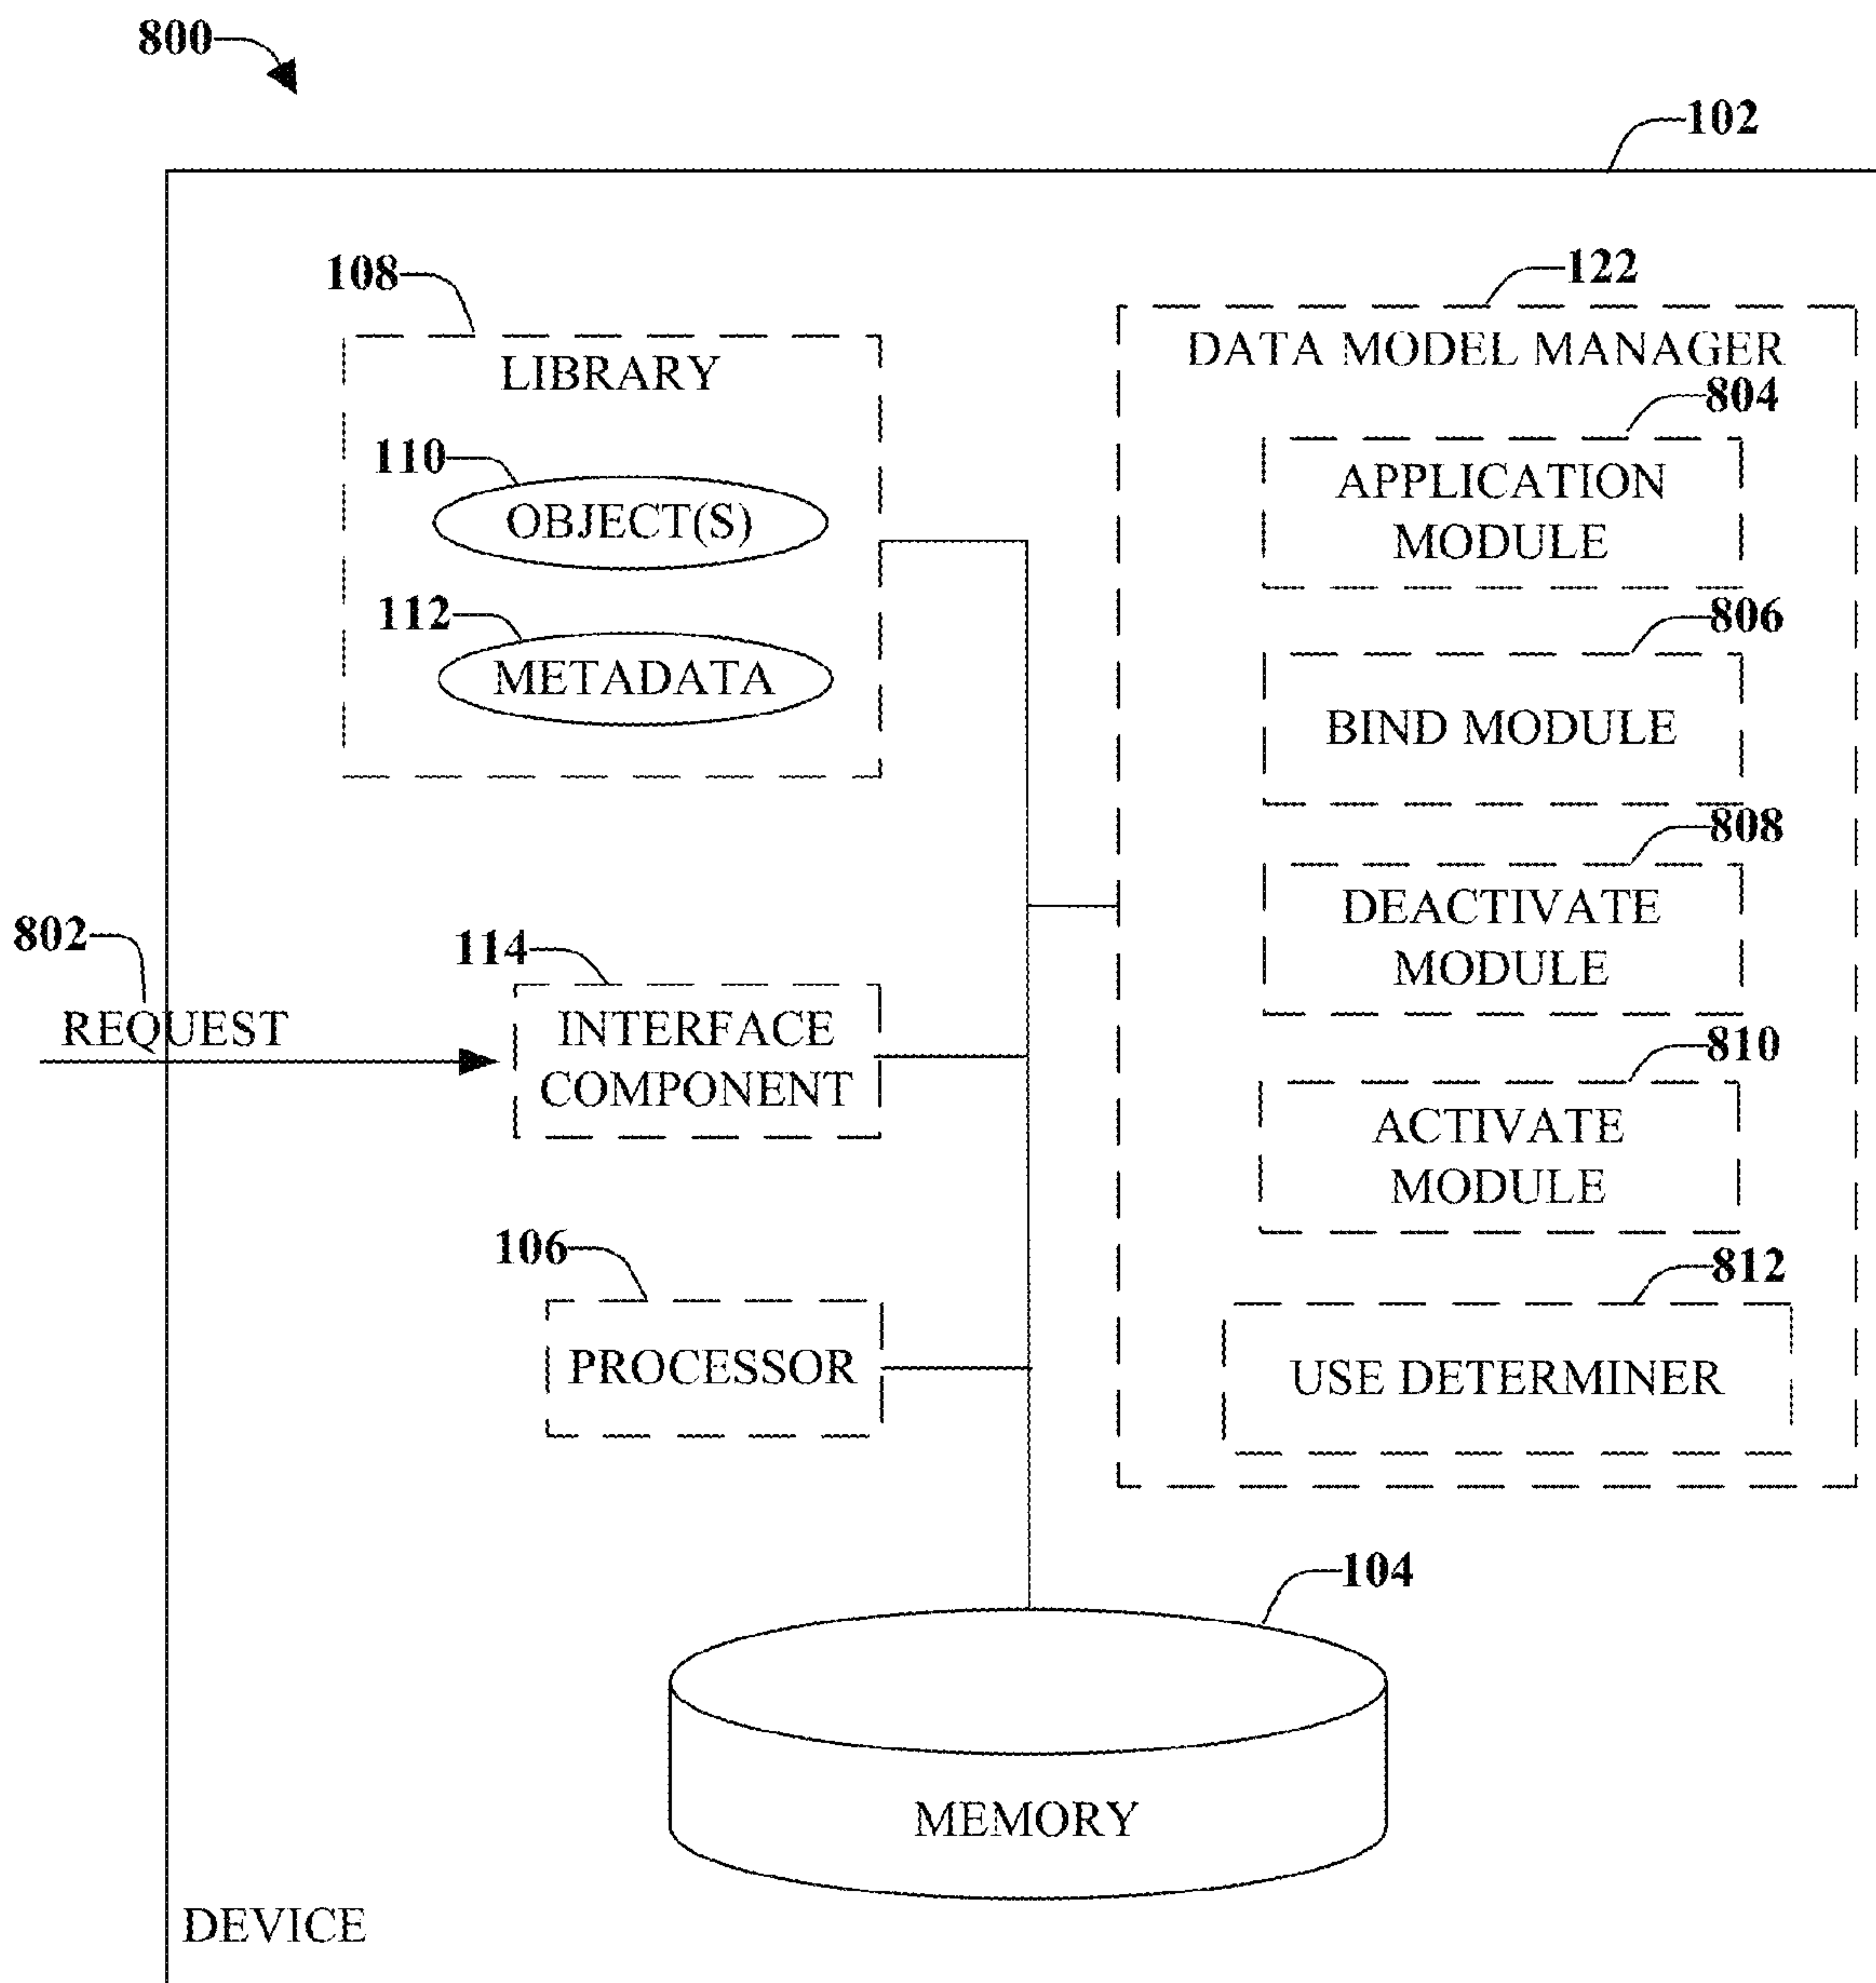 800
102
108
122
LIBRARY
DATA MODEL MANAGER
804
110
OBJECT(S)
APPLICATION
MODULE
112
METADATA
806
BIND MODULE
808
DEACTIVATE
MODULE
802
REQUEST
114
INTERFACE
COMPONENT
810
ACTIVATE
MODULE
106
PROCESSOR
812
USE DETERMINER
104
MEMORY
DEVICE